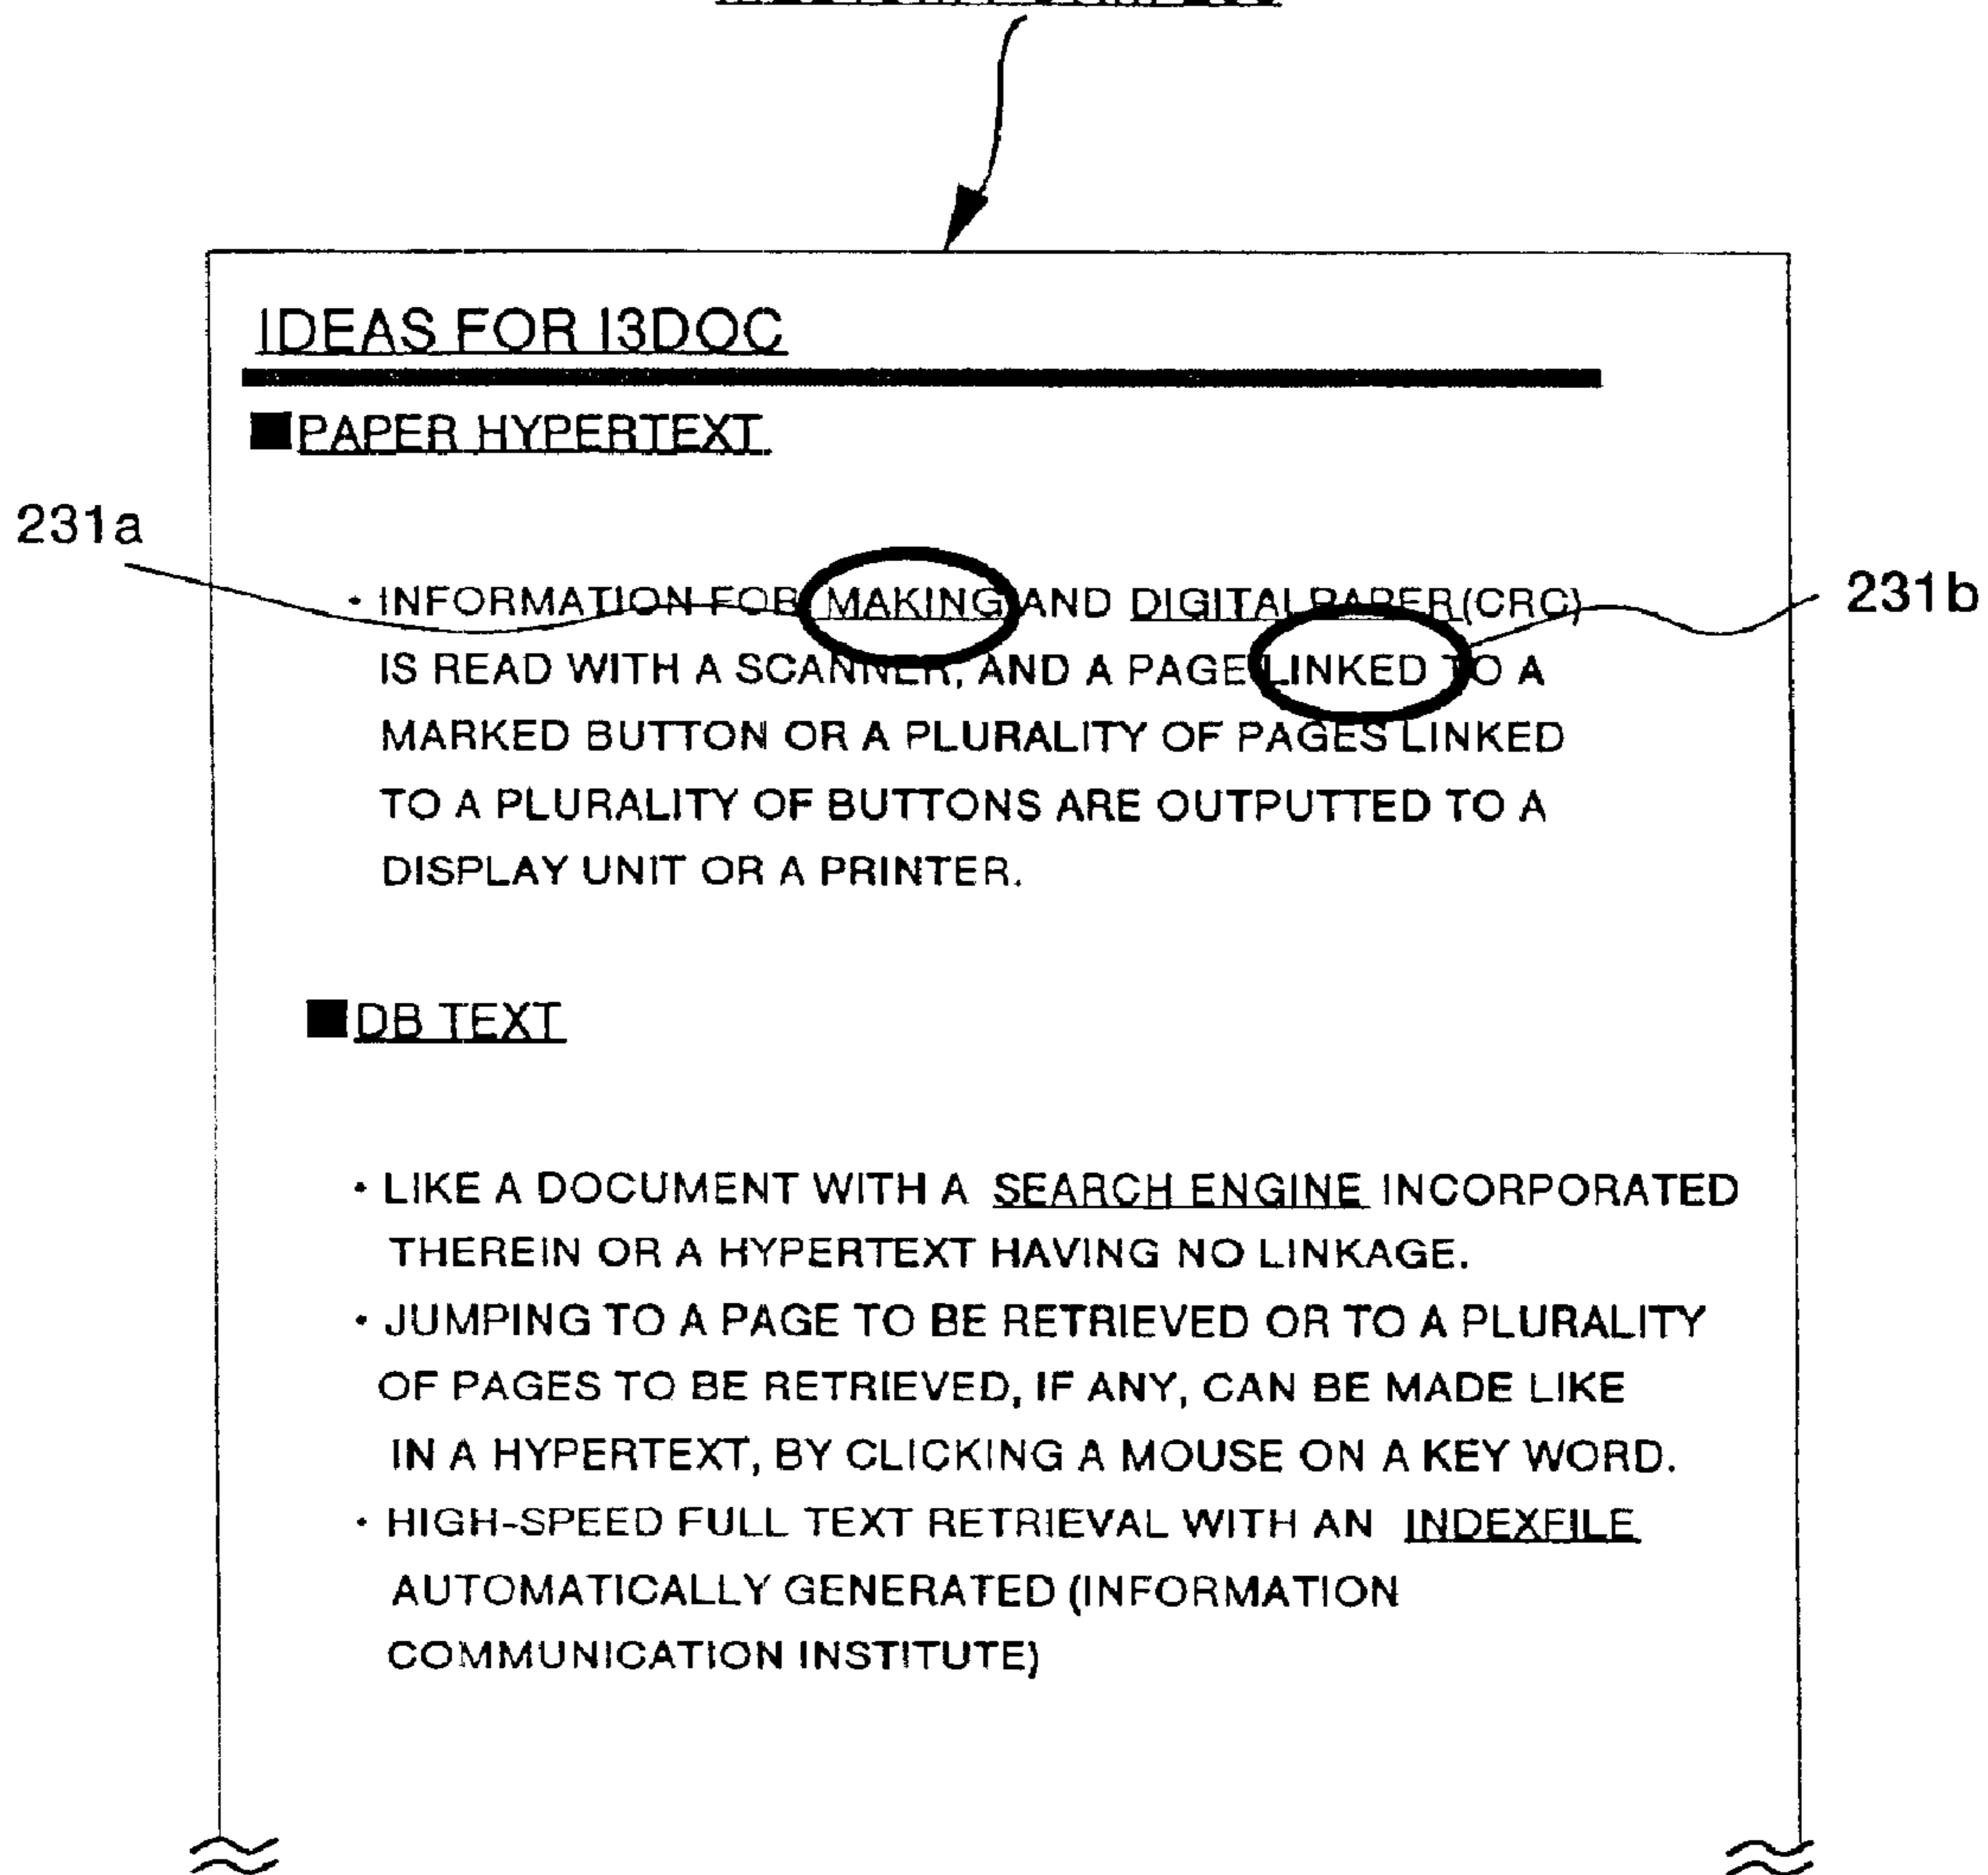 IDEAS FOR I3DOC
■PAPER HYPERTEXT
231a
· INFORMATION FOR MAKING AND DIGITAL PAPER (CRC)
231b
IS READ WITH A SCANNER, AND A PAGE LINKED TO A
MARKED BUTTON OR A PLURALITY OF PAGES LINKED
TO A PLURALITY OF BUTTONS ARE OUTPUTTED TO A
DISPLAY UNIT OR A PRINTER.
■DB TEXT
· LIKE A DOCUMENT WITH A SEARCH ENGINE INCORPORATED
THEREIN OR A HYPERTEXT HAVING NO LINKAGE.
· JUMPING TO A PAGE TO BE RETRIEVED OR TO A PLURALITY
OF PAGES TO BE RETRIEVED, IF ANY, CAN BE MADE LIKE
IN A HYPERTEXT, BY CLICKING A MOUSE ON A KEY WORD.
· HIGH-SPEED FULL TEXT RETRIEVAL WITH AN INDEXFILE
AUTOMATICALLY GENERATED (INFORMATION
COMMUNICATION INSTITUTE)